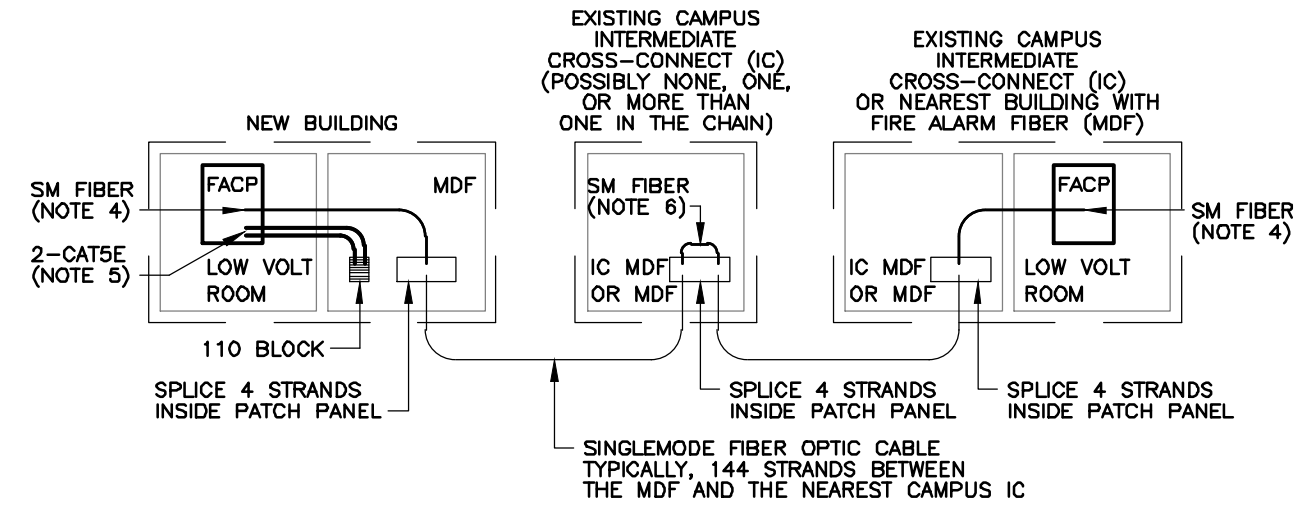 EXISTING CAMPUS
INTERMEDIATE
CROSS-CONNECT (IC)
(POSSIBLY NONE, ONE,
OR MORE THAN
ONE IN THE CHAIN)
EXISTING CAMPUS
INTERMEDIATE
CROSS-CONNECT (IC)
OR NEAREST BUILDING WITH
FIRE ALARM FIBER (MDF)
NEW BUILDING
SM FIBER
(NOTE 4)
2-CAT5E
(NOTE 5)
FACP
LOW VOLT
ROOM
MDF
110 BLOCK
SPLICE 4 STRANDS
INSIDE PATCH PANEL
SM FIBER
(NOTE 6)
IC MDF
OR MDF
SPLICE 4 STRANDS
INSIDE PATCH PANEL
IC MDF
OR MDF
FACP
LOW VOLT
ROOM
SM FIBER
(NOTE 4)
SPLICE 4 STRANDS
INSIDE PATCH PANEL
SINGLEMODE FIBER OPTIC CABLE
TYPICALLY, 144 STRANDS BETWEEN
THE MDF AND THE NEAREST CAMPUS IC